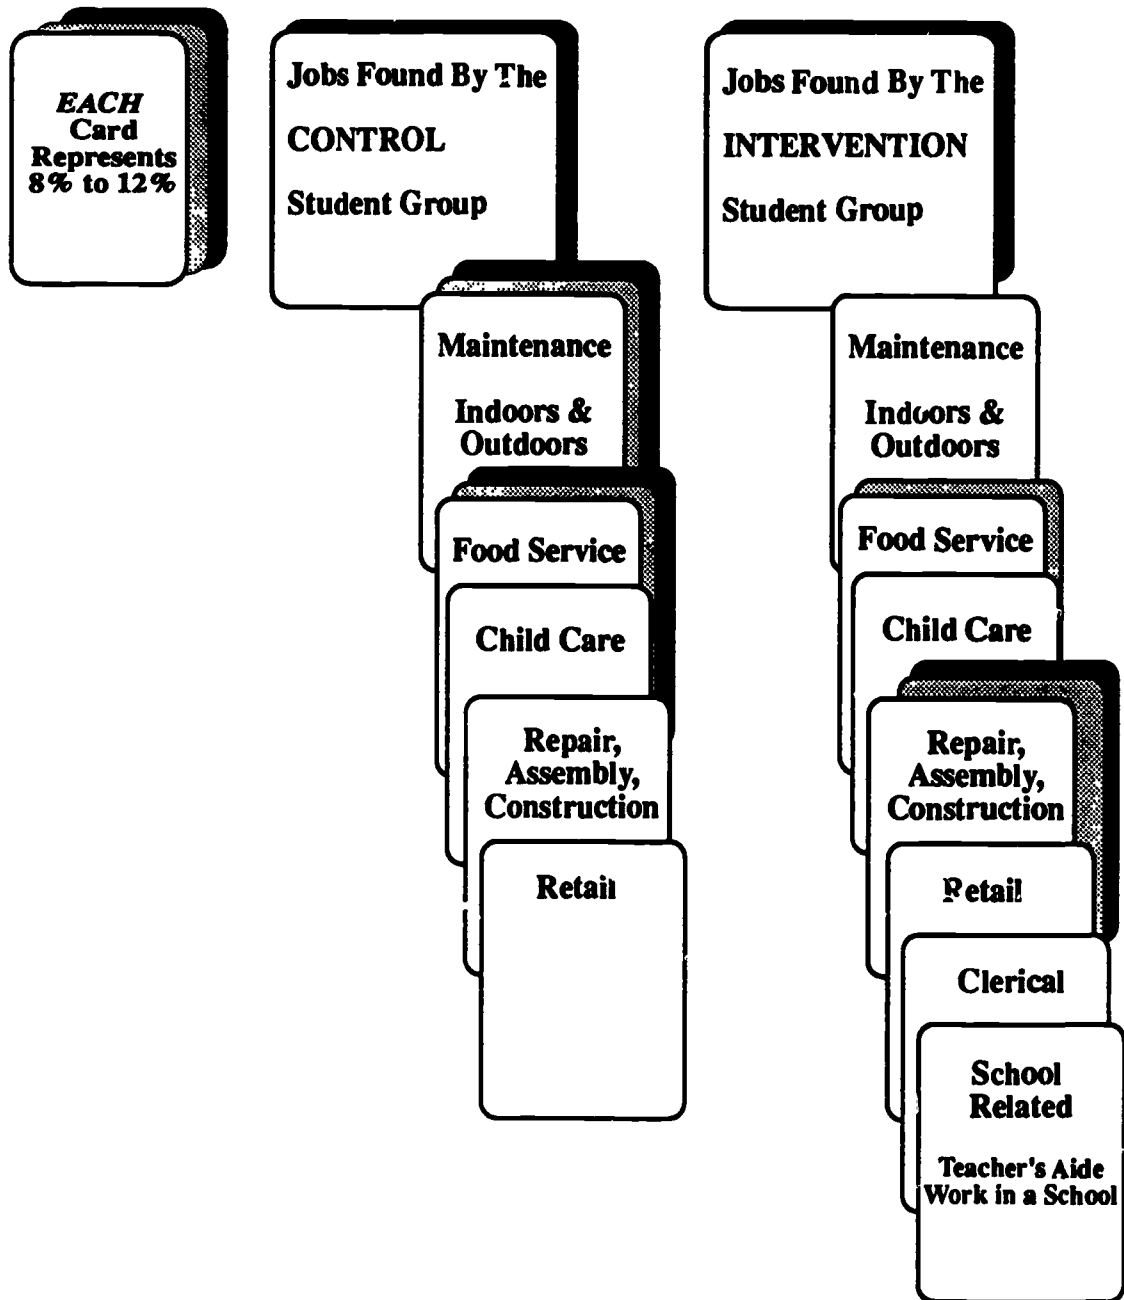 EACH
Card
Represents
8% to 12%
Jobs Found By The
CONTROL
Student Group
Maintenance
Indoors &
Outdoors
Food Service
Child Care
Repair,
Assembly,
Construction
Retail
Jobs Found By The
INTERVENTION
Student Group
Maintenance
Indoors &
Outdoors
Food Service
Child Care
Repair,
Assembly,
Construction
Retail
Clerical
School
Related
Teacher's Aide
Work in a School